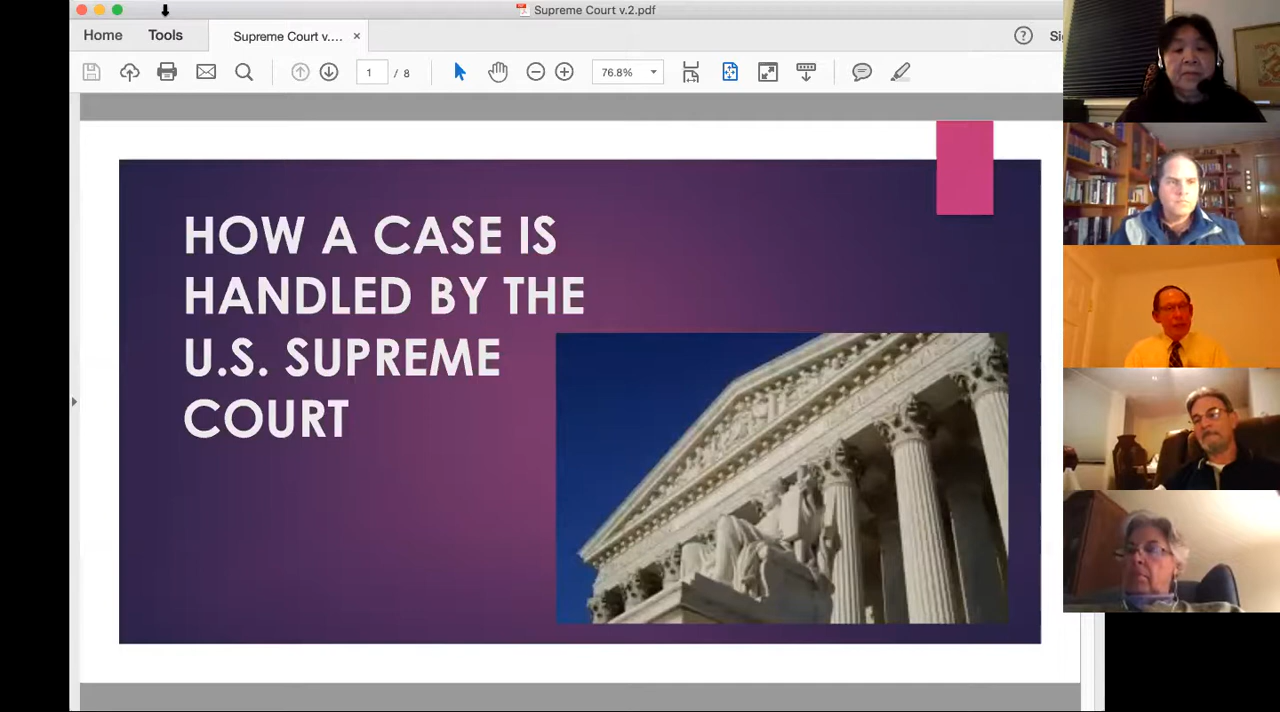 Supreme Court v.2.pdf
Home
Tools
Supreme Court v....
×
?
1
/ 8
76.8%
HOW A CASE IS
HANDLED BY THE
U.S. SUPREME
COURT